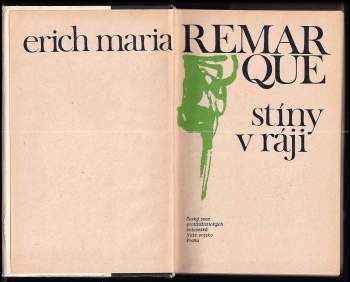 erich maria REMAR
QUE
stíny
v ráji
Český svaz
protifašistických
bojovníků
Naše vojsko
Praha